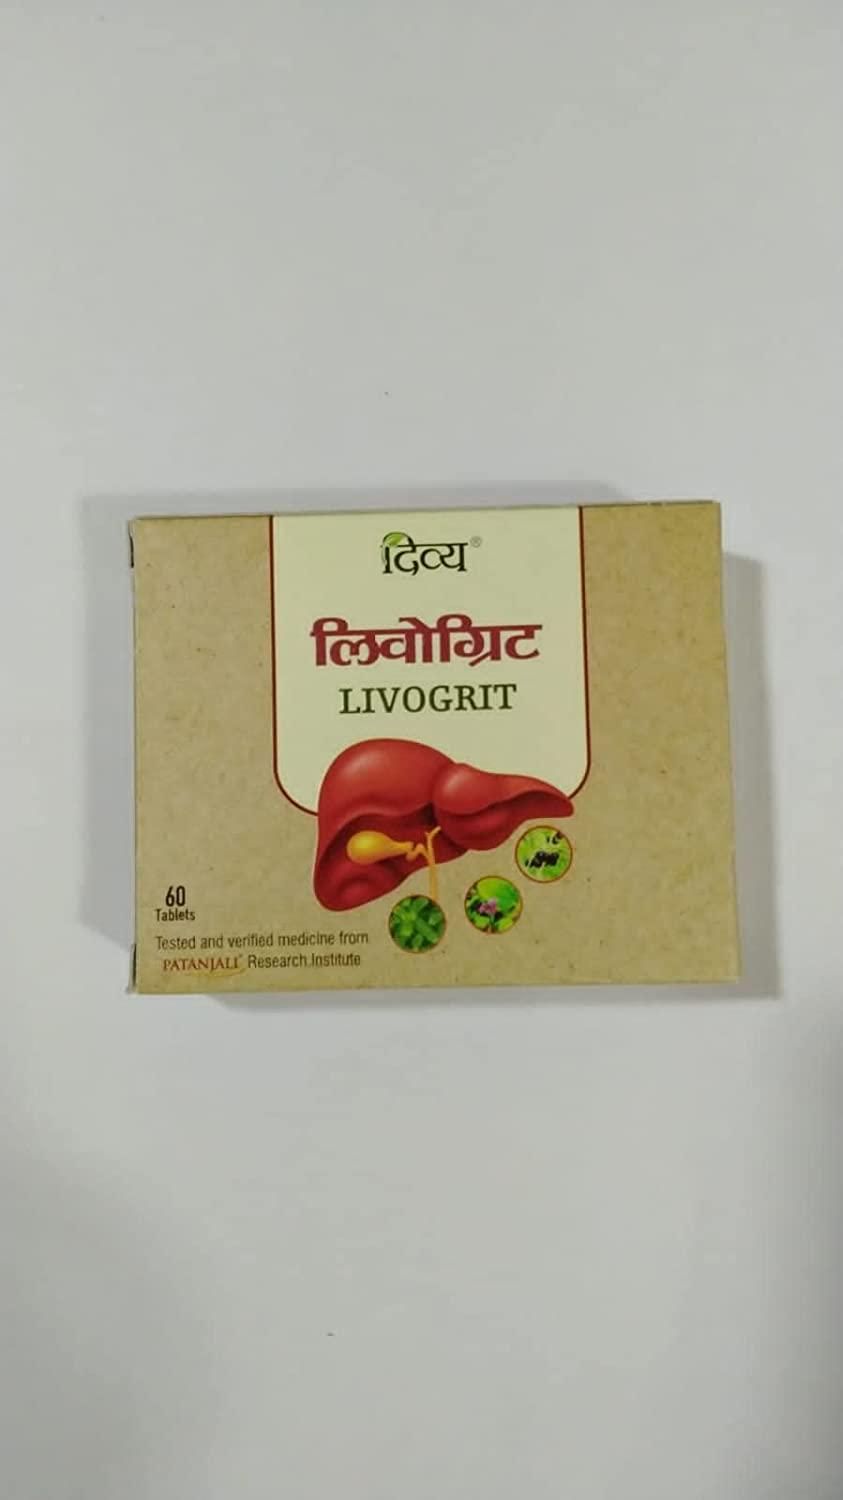 दिव्य®
लिवोग्रिट
LIVOGRIT
60
Tablets
Tested and verified medicine from
PATANJALI® Research Institute